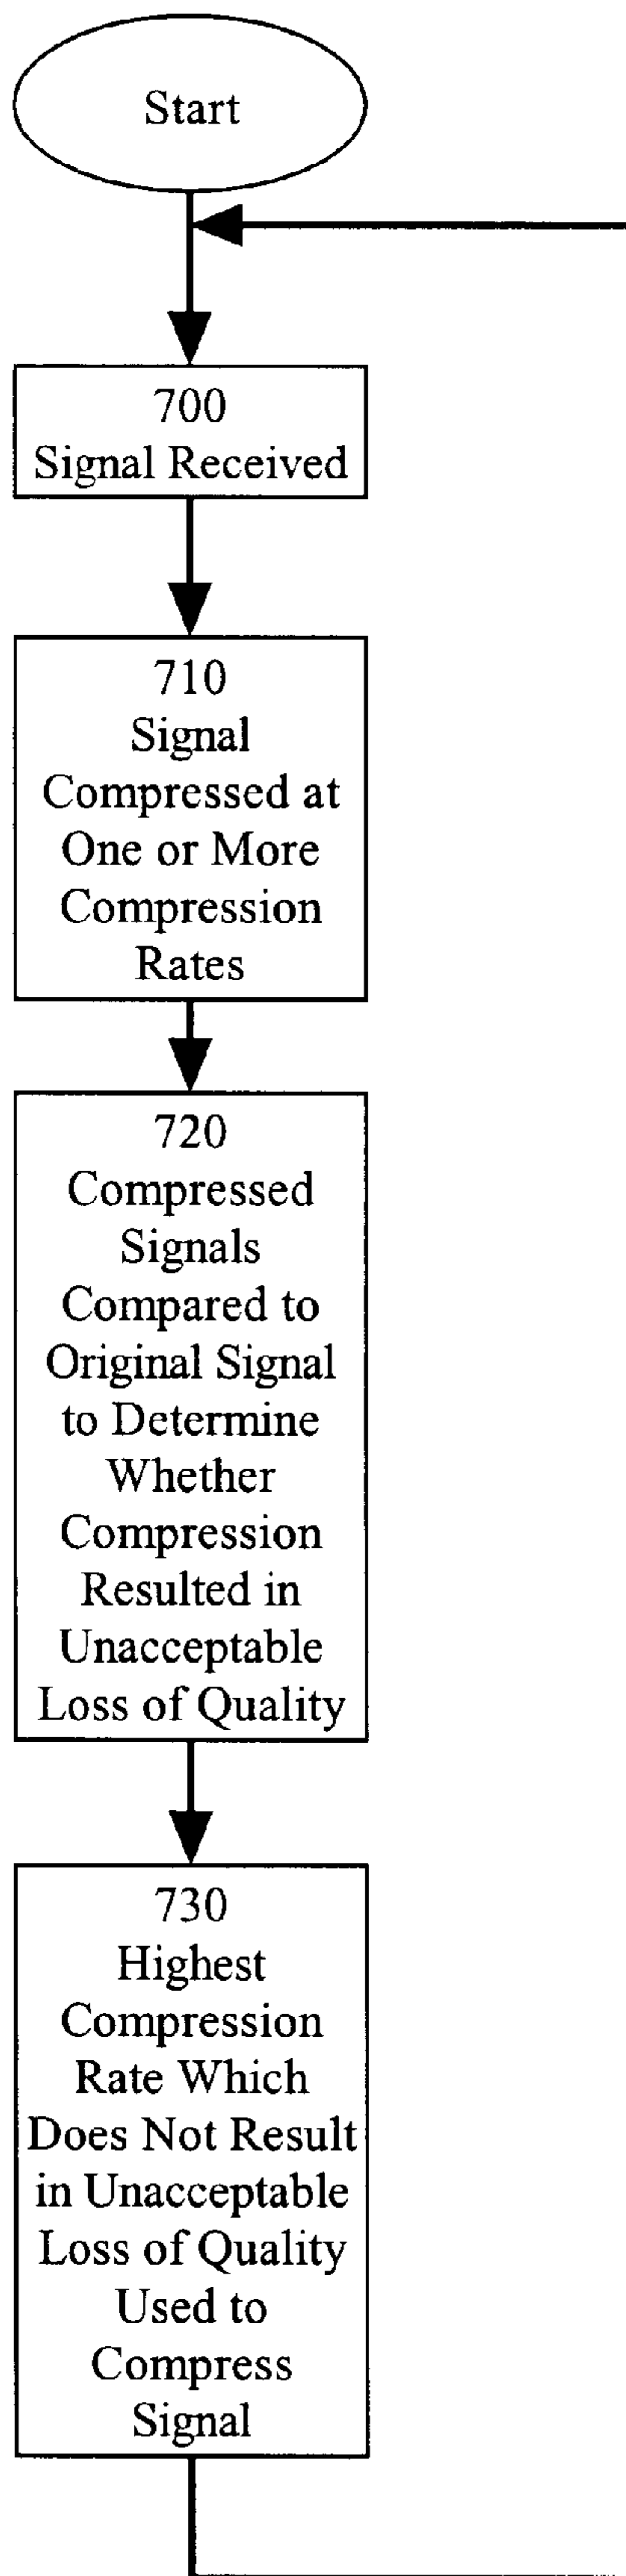 Start
700
Signal Received
710
Signal
Compressed at
One or More
Compression
Rates
720
Compressed
Signals
Compared to
Original Signal
to Determine
Whether
Compression
Resulted in
Unacceptable
Loss of Quality
730
Highest
Compression
Rate Which
Does Not Result
in Unacceptable
Loss of Quality
Used to
Compress
Signal